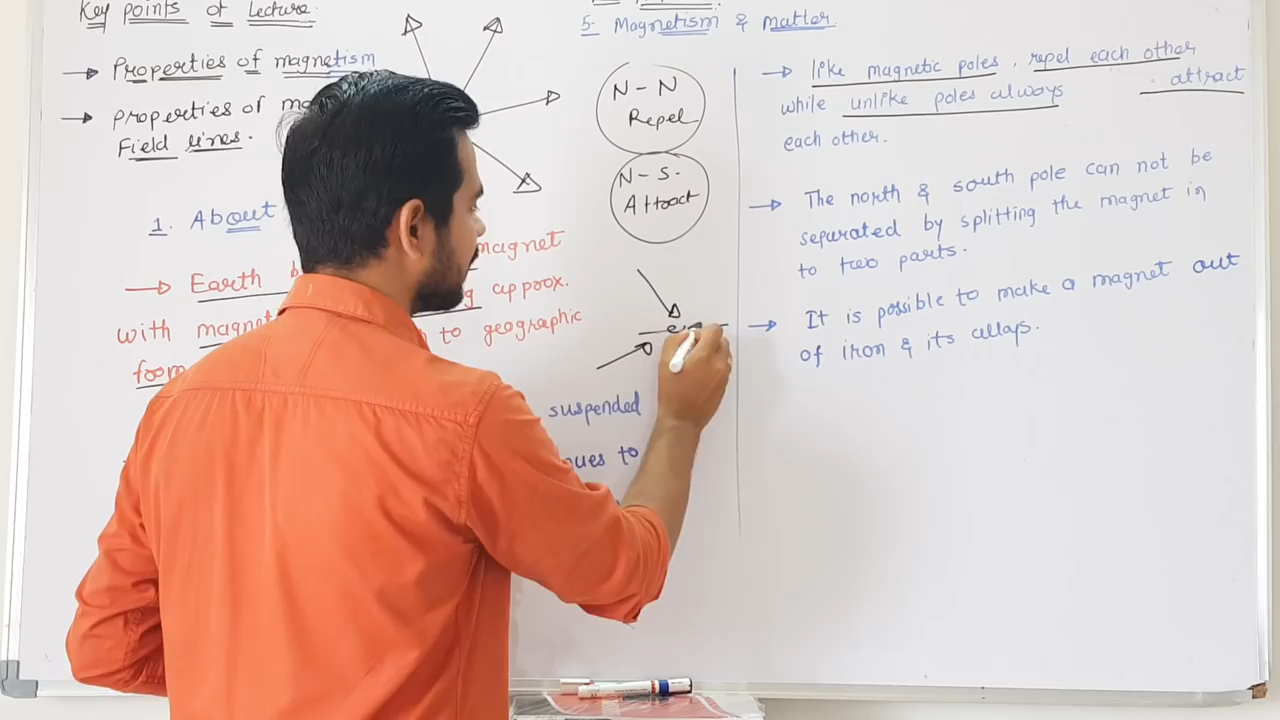 Key points of Lecture.
→ Properties of magnetism
→ properties of
Field lines.
1. About
magnet
→ Earth
approx.
with
to geographic
from
suspended
to
5. Magnetism & matter.
N - N
Repel
N - S.
Attract
→ like magnetic poles . repel each other
while unlike poles always attract
each other.
→ The north & south pole can not be
separated by splitting the magnet in
to two parts.
→ It is possible to make a magnet out
of iron & its allays.